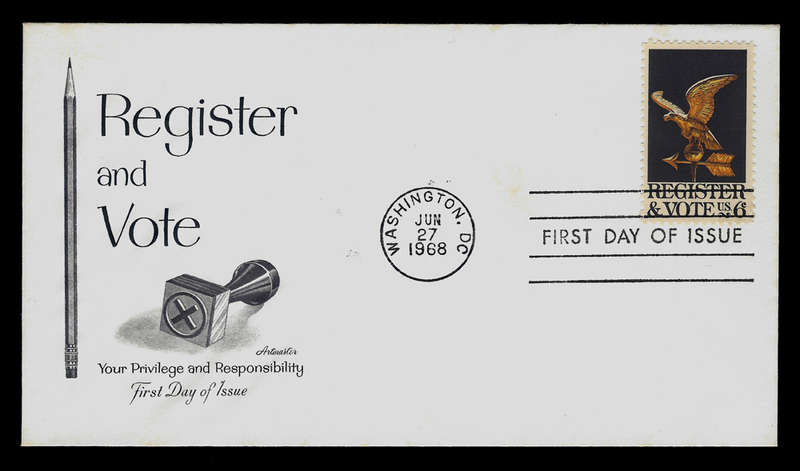 Register
and
Vote
Artmaster
Your Privilege and Responsibility
First Day of Issue
WASHINGTON, DC
JUN
27
1968
REGISTER
& VOTE U.S. 6c
FIRST DAY OF ISSUE